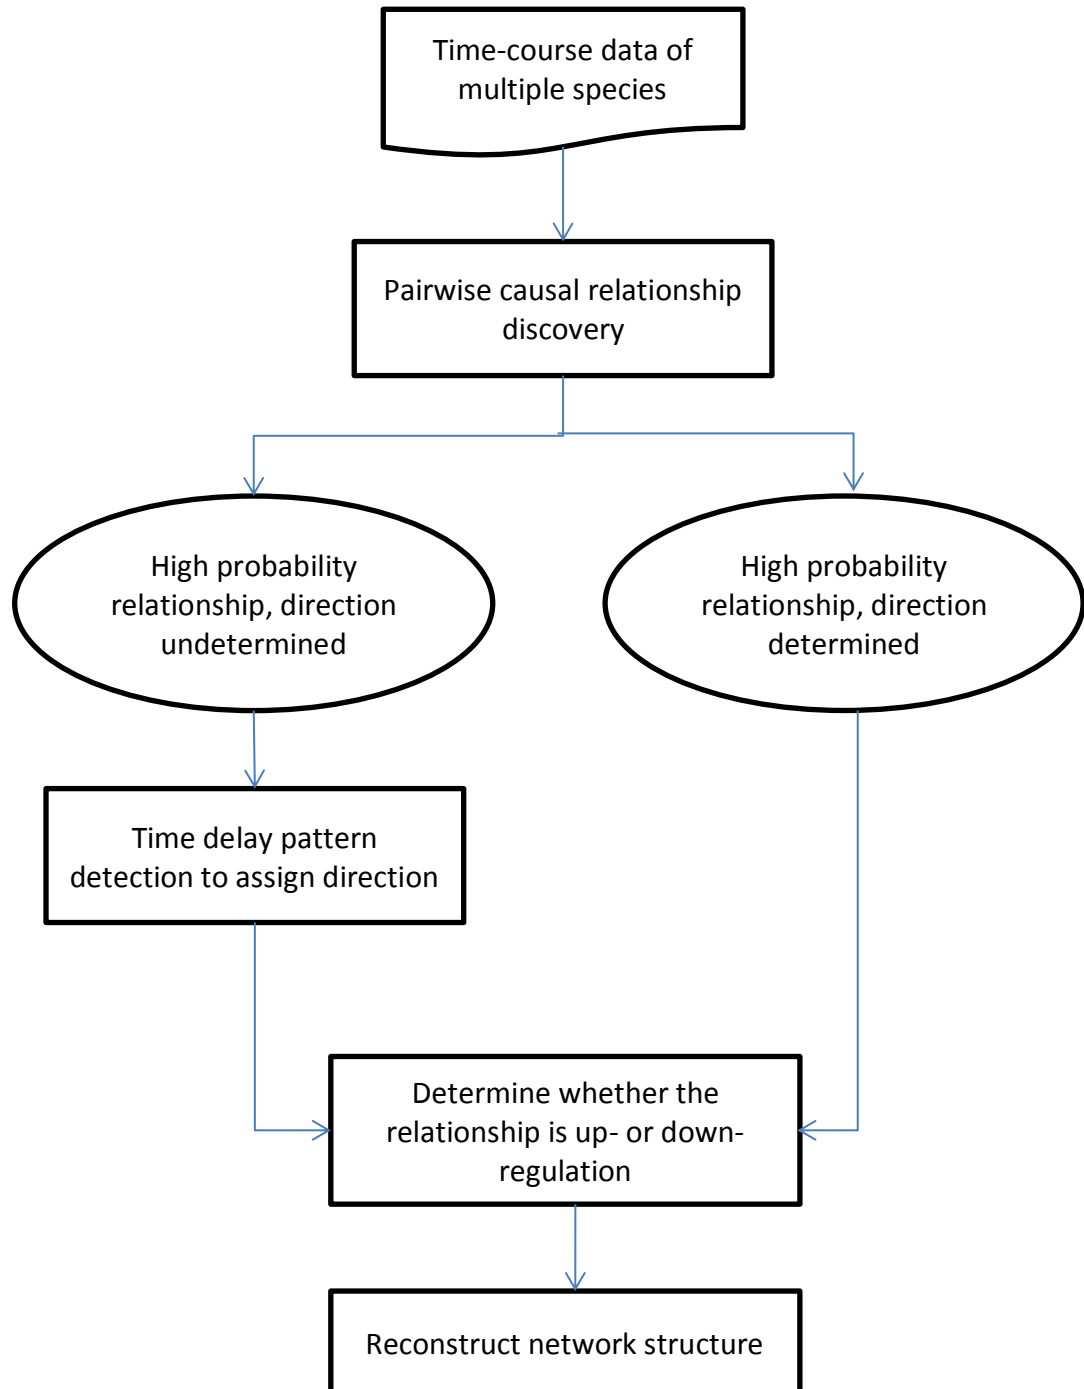 Time-course data of
multiple species
Pairwise causal relationship
discovery
High probability
relationship, direction
undetermined
High probability
relationship, direction
determined
Time delay pattern
detection to assign direction
Determine whether the
relationship is up- or down-
regulation
Reconstruct network structure